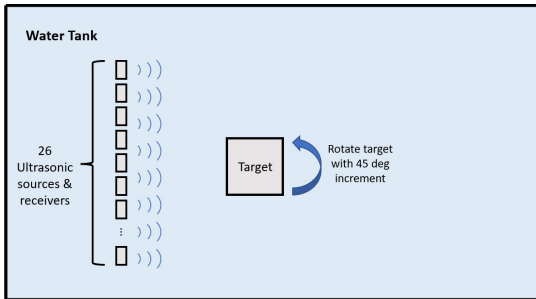 Water Tank
26
Ultrasonic
sources &
receivers
...
Target
Rotate target
with 45 deg
increment